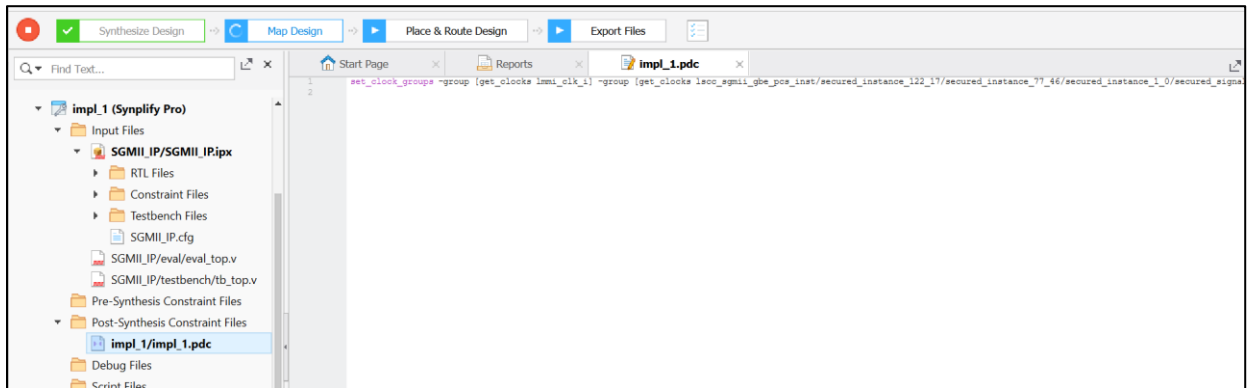 Synthesize Design
Map Design
Place & Route Design
Export Files
Find Text...
Start Page
Reports
impl_1.pdc
1 set_clock_groups -group [get_clocks lmmi_clk_i] -group [get_clocks lscc_sgmii_gbe_pcs_inst/secured_instance_122_17/secured_instance_77_46/secured_instance_1_0/secured_signa
2
impl_1 (Synplify Pro)
Input Files
SGMII_IP/SGMII_IP.ipx
RTL Files
Constraint Files
Testbench Files
SGMII_IP.cfg
SGMII_IP/eval/eval_top.v
SGMII_IP/testbench/tb_top.v
Pre-Synthesis Constraint Files
Post-Synthesis Constraint Files
impl_1/impl_1.pdc
Debug Files
Script Files